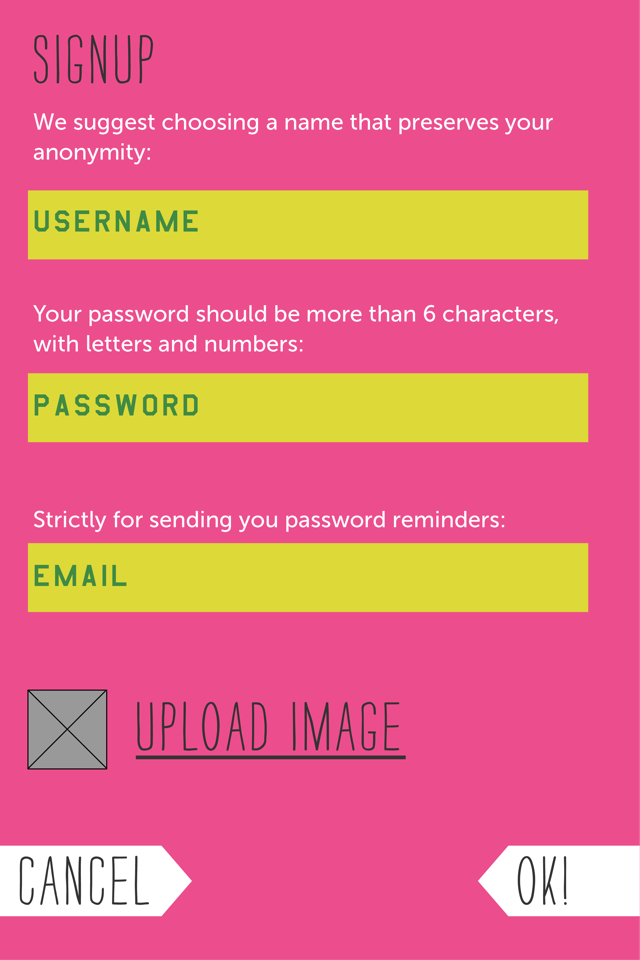 SIGNUP
We suggest choosing a name that preserves your
anonymity:
USERNAME
Your password should be more than 6 characters,
with letters and numbers:
PASSWORD
Strictly for sending you password reminders:
EMAIL
UPLOAD IMAGE
CANCEL
OK!